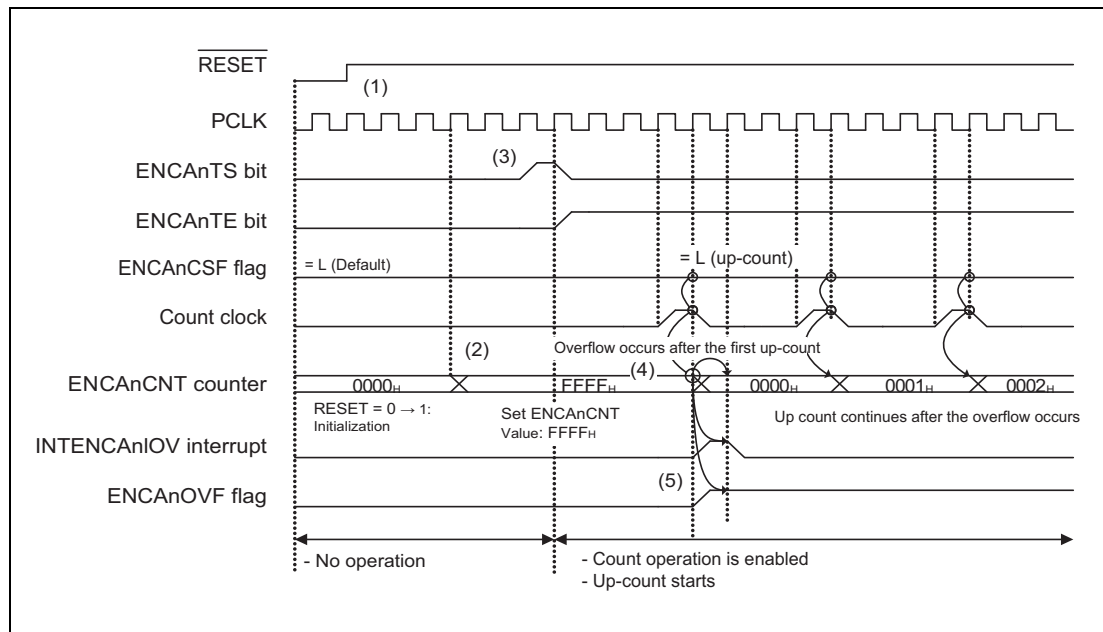 RESET
(1)
PCLK
(3)
ENCAnTS bit
ENCAnTE bit
ENCAnCSF flag
= L (Default)
= L (up-count)
Count clock
(2)
Overflow occurs after the first up-count
(4)
ENCAnCNT counter
0000H
FFFFH
0000H
0001H
0002H
RESET = 0 → 1:
Initialization
Set ENCAnCNT
Value: FFFFH
Up count continues after the overflow occurs
INTENCAnIOV interrupt
(5)
ENCAnOVF flag
- No operation
- Count operation is enabled
- Up-count starts